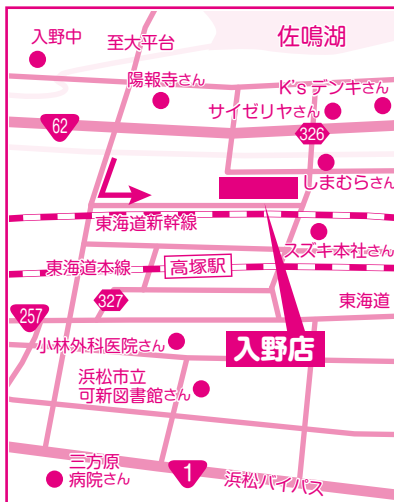 入野中
至大平台
佐鳴湖
陽報寺さん
K'sデンキさん
サイゼリヤさん
62
326
しまむらさん
東海道新幹線
スズキ本社さん
東海道本線
高塚駅
327
東海道
257
小林外科医院さん
入野店
浜松市立
可新図書館さん
三方原
病院さん
1
浜松バイパス